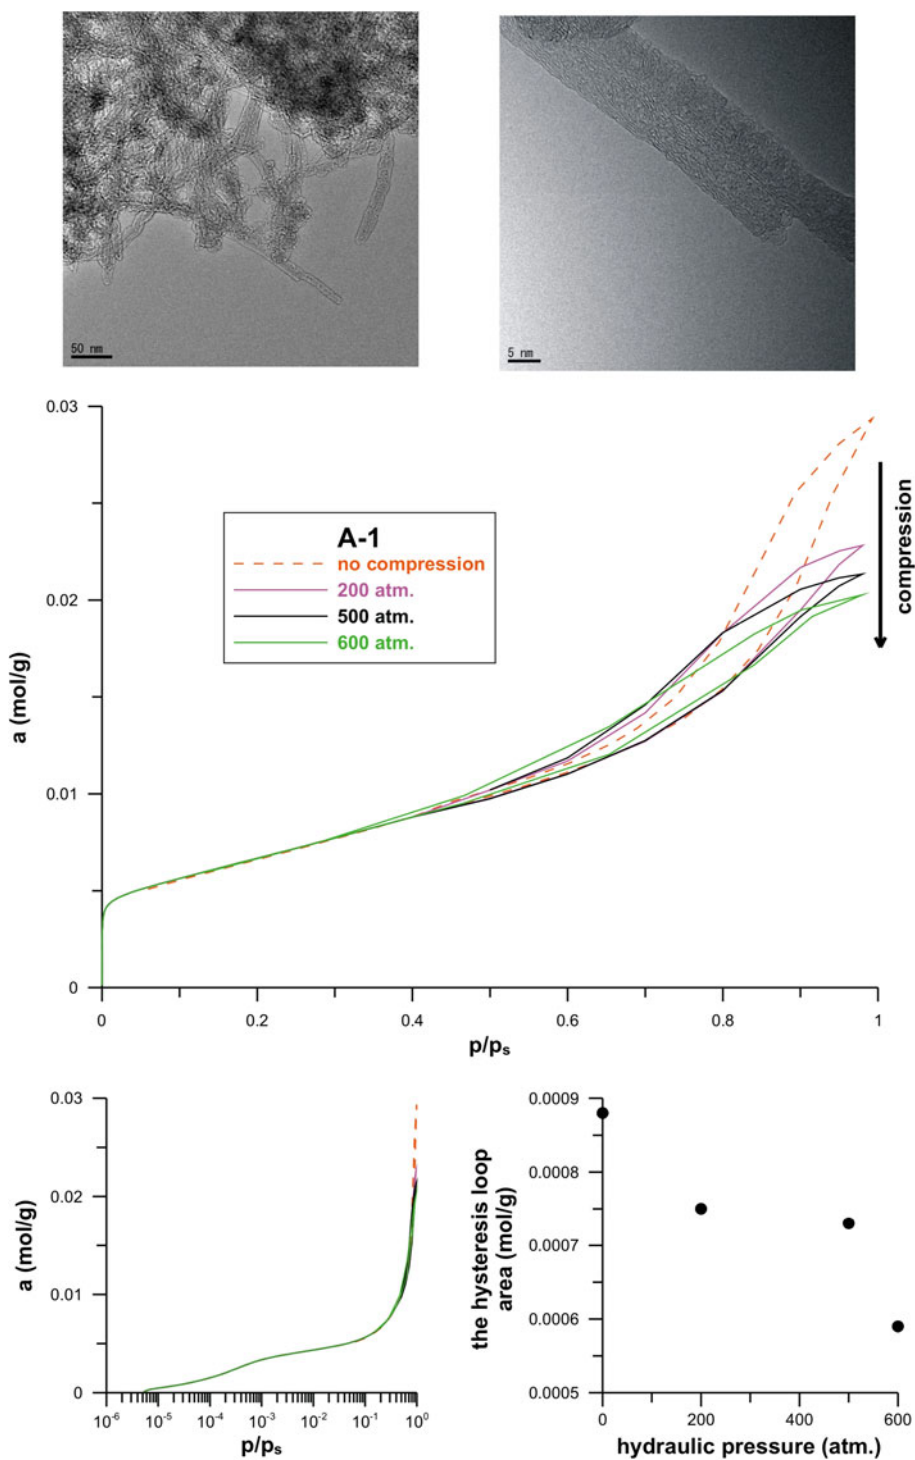 50 nm
5 nm
0.03
0.02
0.01
0
a (mol/g)
A-1
no compression
200 atm.
500 atm.
600 atm.
compression
0
0.2
0.4
0.6
0.8
1
p/pₛ
0.03
0.02
0.01
0
a (mol/g)
10⁻⁶
10⁻⁵
10⁻⁴
10⁻³
10⁻²
10⁻¹
10⁰
p/pₛ
0.0009
0.0008
0.0007
0.0006
0.0005
the hysteresis loop
area (mol/g)
0
200
400
600
hydraulic pressure (atm.)